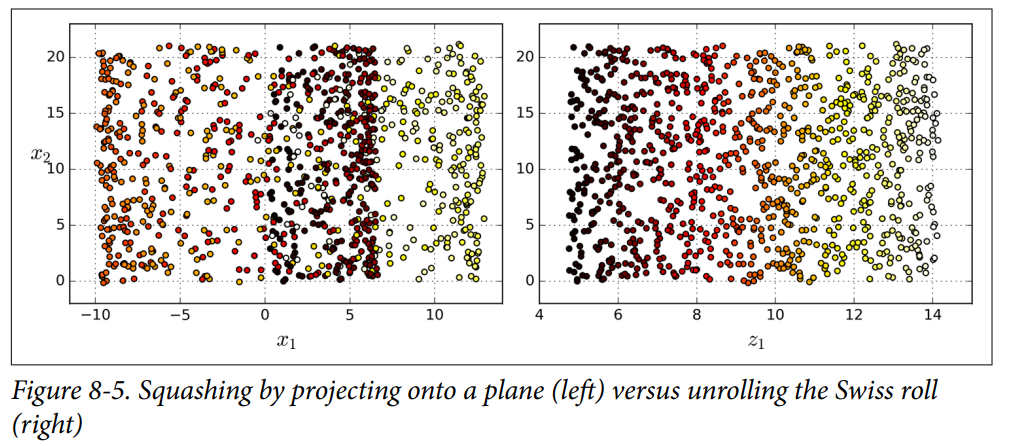 20
15
x2
10
5
0
−10 −5 0 5 10
x1
4 6 8 10 12 14
z1
20
15
10
5
0
Figure 8-5. Squashing by projecting onto a plane (left) versus unrolling the Swiss roll
(right)